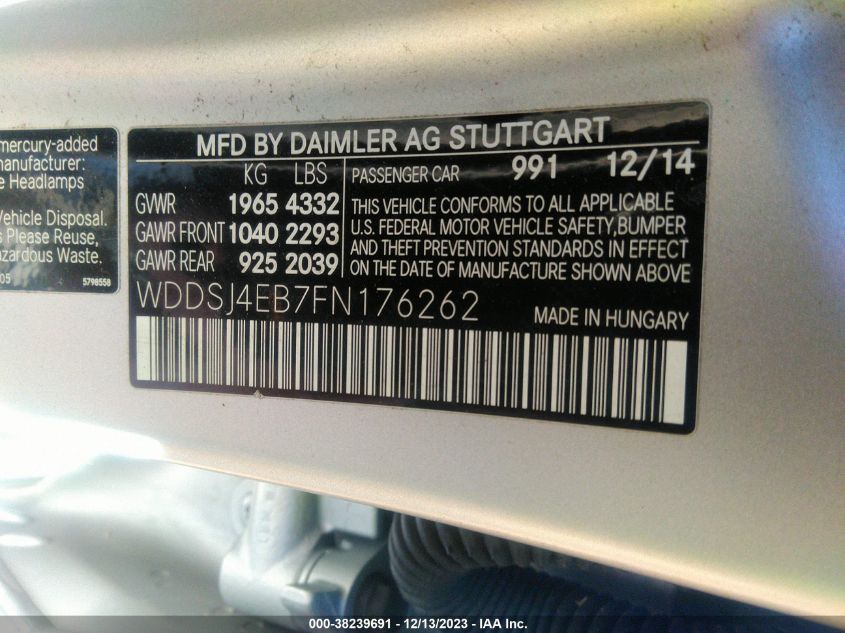 mercury-added
manufacturer:
e Headlamps
Vehicle Disposal.
s Please Reuse,
azardous Waste.
05 5798558
MFD BY DAIMLER AG STUTTGART
KG LBS PASSENGER CAR 991 12/14
GVWR 1965 4332
GAWR FRONT 1040 2293
GAWR REAR 925 2039
THIS VEHICLE CONFORMS TO ALL APPLICABLE
U.S. FEDERAL MOTOR VEHICLE SAFETY,BUMPER
AND THEFT PREVENTION STANDARDS IN EFFECT
ON THE DATE OF MANUFACTURE SHOWN ABOVE
WDDSJ4EB7FN176262 MADE IN HUNGARY
000-38239691 - 12/13/2023 - IAA Inc.